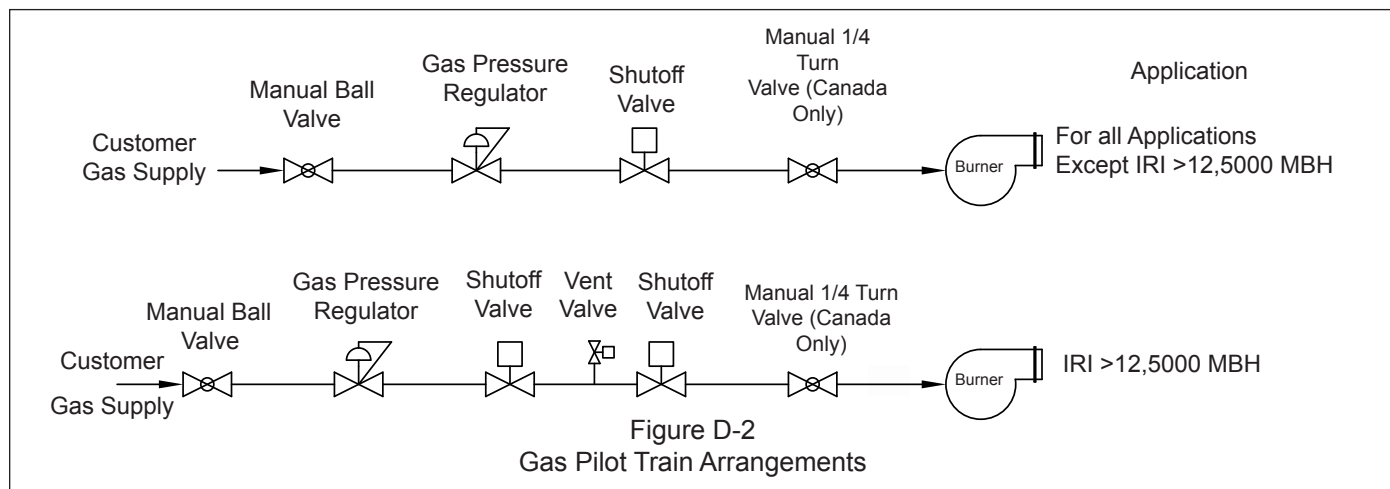 Manual Ball
Valve
Customer
Gas Supply
Gas Pressure
Regulator
Shutoff
Valve
Manual 1/4
Turn
Valve (Canada
Only)
Burner
Application
For all Applications
Except IRI >12,5000 MBH
Customer
Gas Supply
Manual Ball
Valve
Gas Pressure
Regulator
Shutoff
Valve
Vent
Valve
Shutoff
Valve
Manual 1/4 Turn
Valve (Canada
Only)
Burner
IRI >12,5000 MBH
Figure D-2
Gas Pilot Train Arrangements